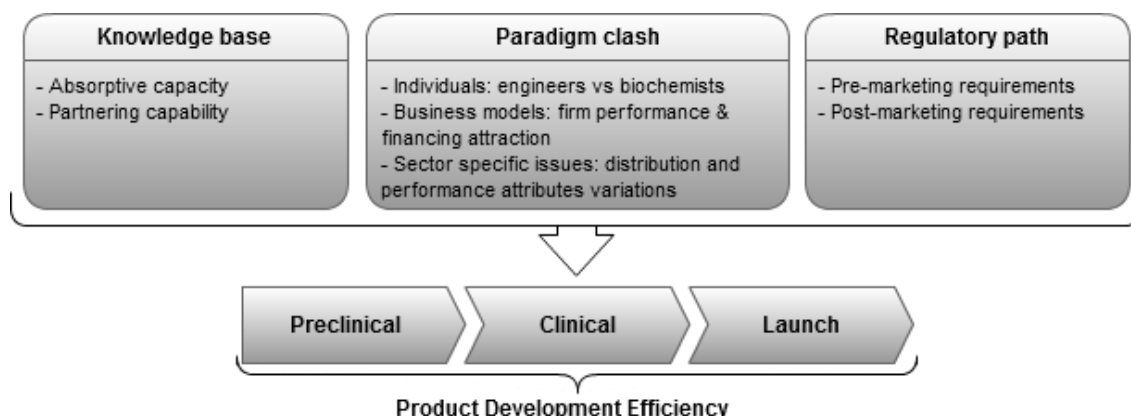 Knowledge base
- Absorptive capacity
- Partnering capability
Paradigm clash
- Individuals: engineers vs biochemists
- Business models: firm performance &
financing attraction
- Sector specific issues: distribution and
performance attributes variations
Regulatory path
- Pre-marketing requirements
- Post-marketing requirements
Preclinical
Clinical
Launch
Product Development Efficiency